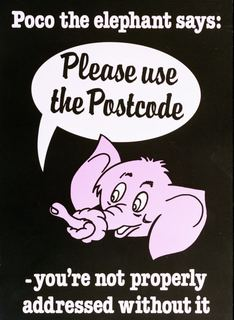 Poco the elephant says:
Please use
the Postcode
-you're not properly
addressed without it